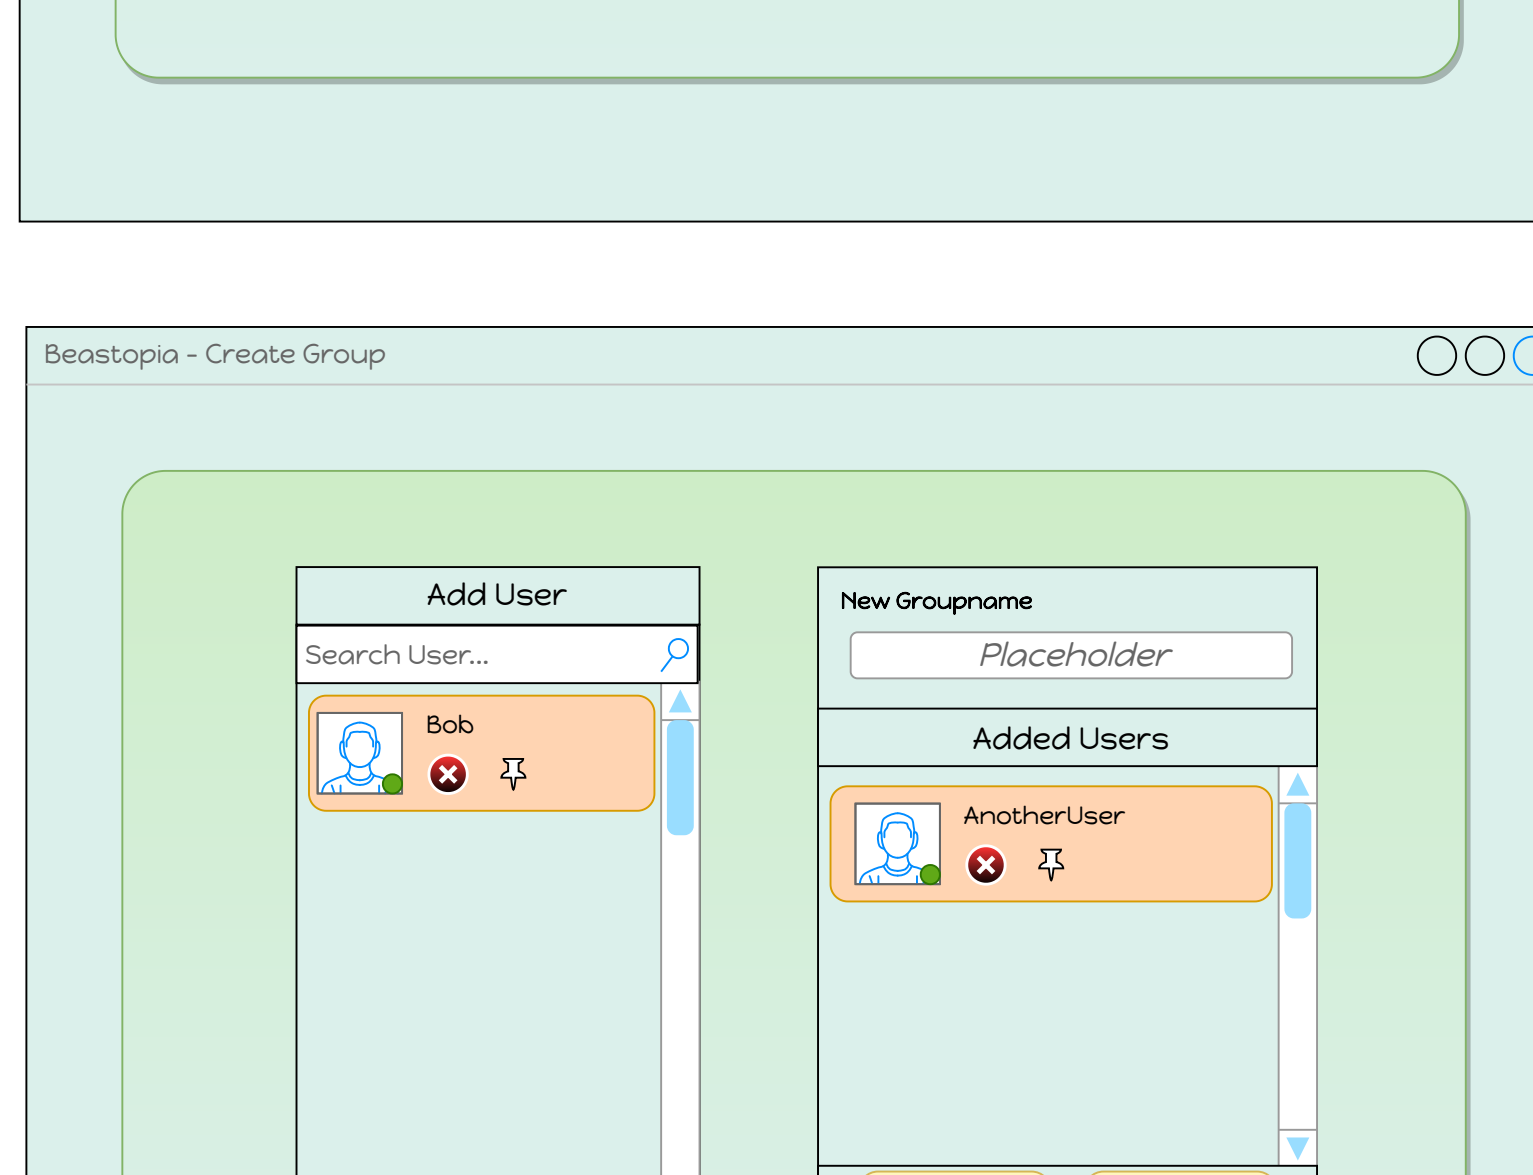 Beastopia - Create Group
Add User
Search User...
Bob
New Groupname
Placeholder
Added Users
AnotherUser